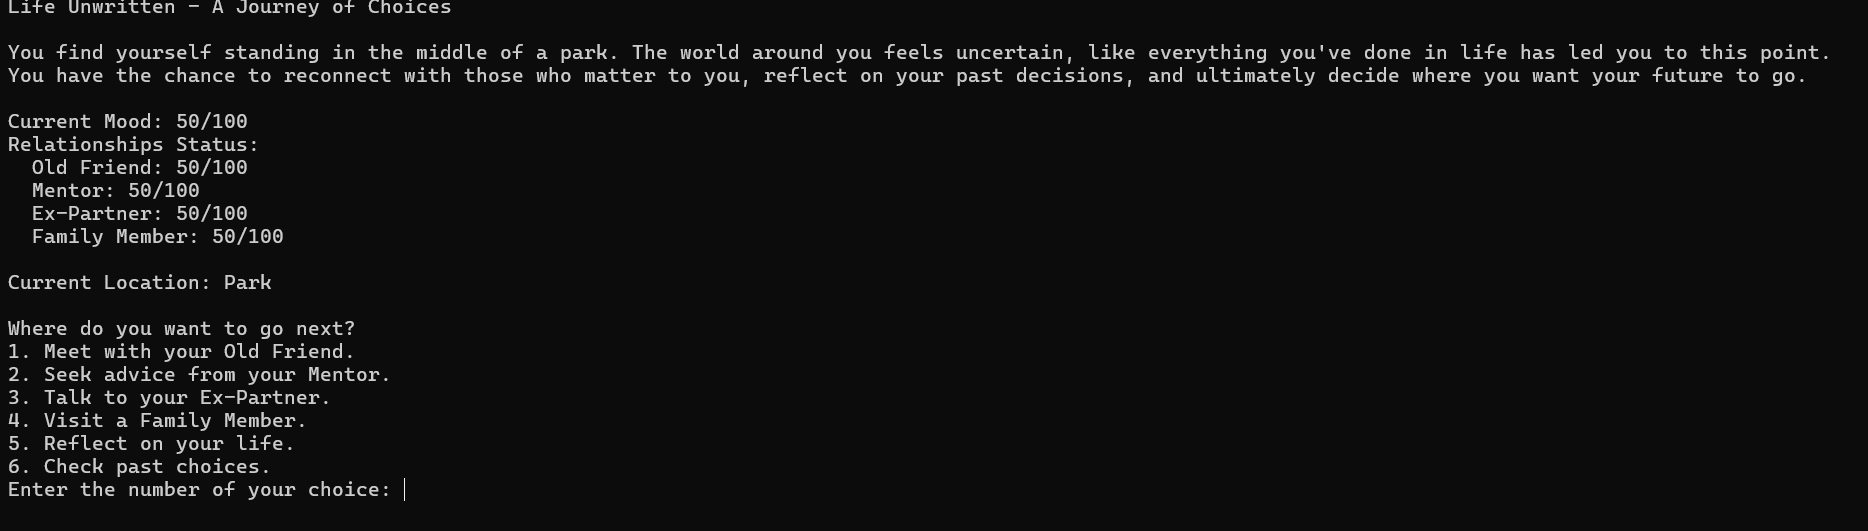 Life Unwritten - A Journey of Choices
You find yourself standing in the middle of a park. The world around you feels uncertain, like everything you've done in life has led you to this point.
You have the chance to reconnect with those who matter to you, reflect on your past decisions, and ultimately decide where you want your future to go.
Current Mood: 50/100
Relationships Status:
  Old Friend: 50/100
  Mentor: 50/100
  Ex-Partner: 50/100
  Family Member: 50/100
Current Location: Park
Where do you want to go next?
1. Meet with your Old Friend.
2. Seek advice from your Mentor.
3. Talk to your Ex-Partner.
4. Visit a Family Member.
5. Reflect on your life.
6. Check past choices.
Enter the number of your choice: